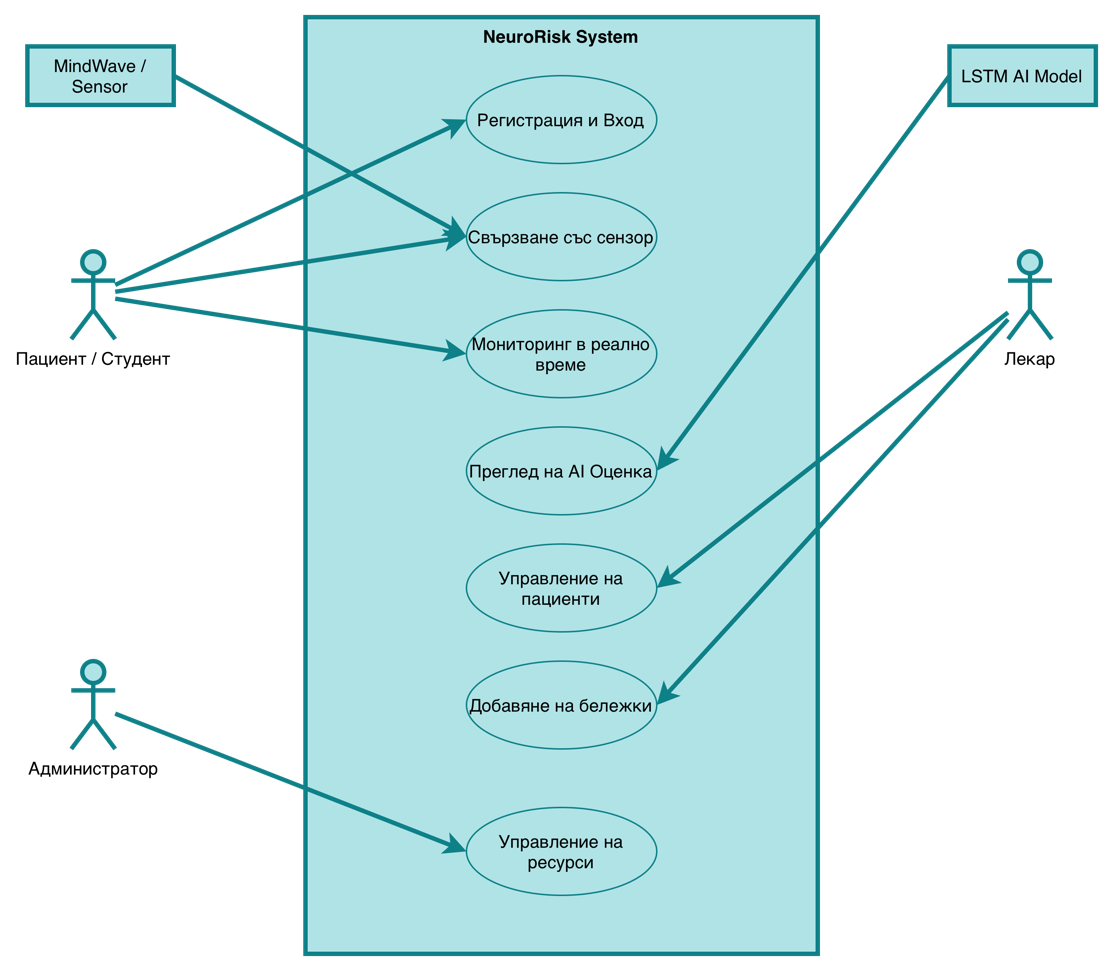 NeuroRisk System
MindWave /
Sensor
LSTM AI Model
Регистрация и Вход
Свързване със сензор
Мониторинг в реално
време
Пациент / Студент
Лекар
Преглед на AI Оценка
Управление на
пациенти
Добавяне на бележки
Администратор
Управление на
ресурси